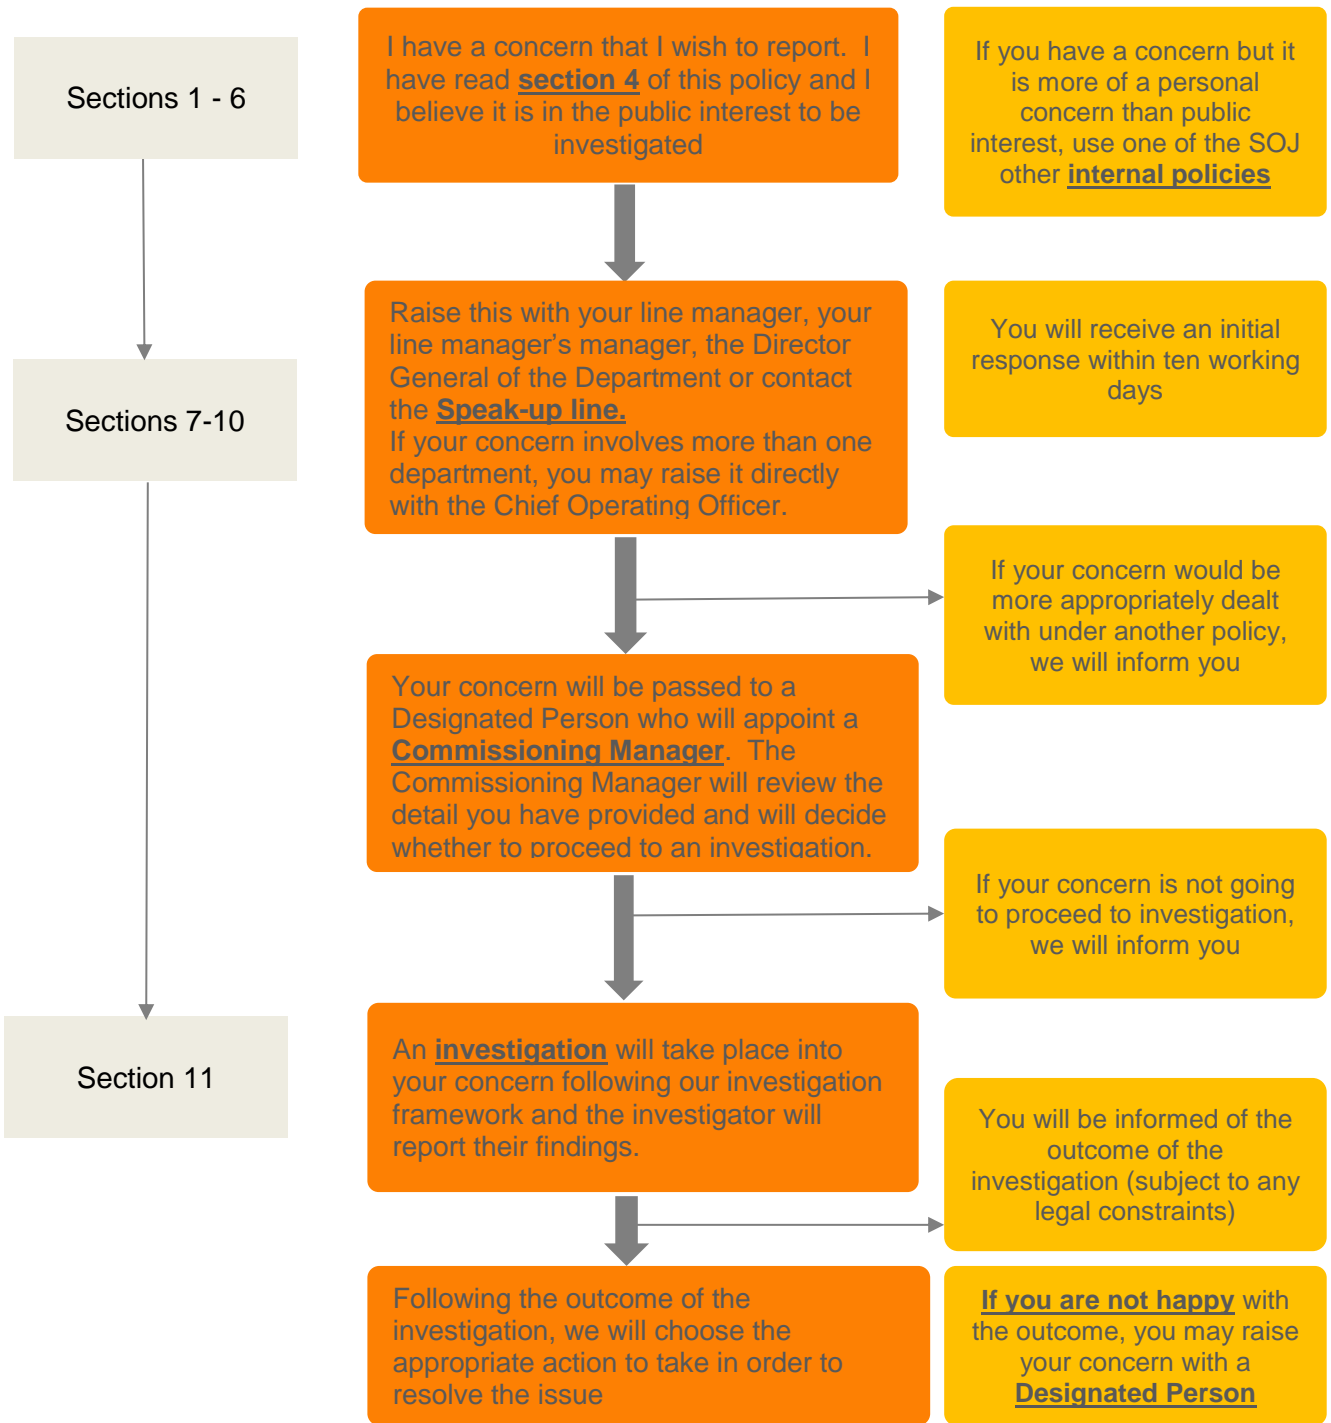 Sections 1 - 6
I have a concern that I wish to report.  I
have read section 4 of this policy and I
believe it is in the public interest to be
investigated
If you have a concern but it
is more of a personal
concern than public
interest, use one of the SOJ
other internal policies
Sections 7-10
Raise this with your line manager, your
line manager’s manager, the Director
General of the Department or contact
the Speak-up line.
If your concern involves more than one
department, you may raise it directly
with the Chief Operating Officer.
You will receive an initial
response within ten working
days
If your concern would be
more appropriately dealt
with under another policy,
we will inform you
Your concern will be passed to a
Designated Person who will appoint a
Commissioning Manager.  The
Commissioning Manager will review the
detail you have provided and will decide
whether to proceed to an investigation.
If your concern is not going
to proceed to investigation,
we will inform you
Section 11
An investigation will take place into
your concern following our investigation
framework and the investigator will
report their findings.
You will be informed of the
outcome of the
investigation (subject to any
legal constraints)
Following the outcome of the
investigation, we will choose the
appropriate action to take in order to
resolve the issue
If you are not happy with
the outcome, you may raise
your concern with a
Designated Person